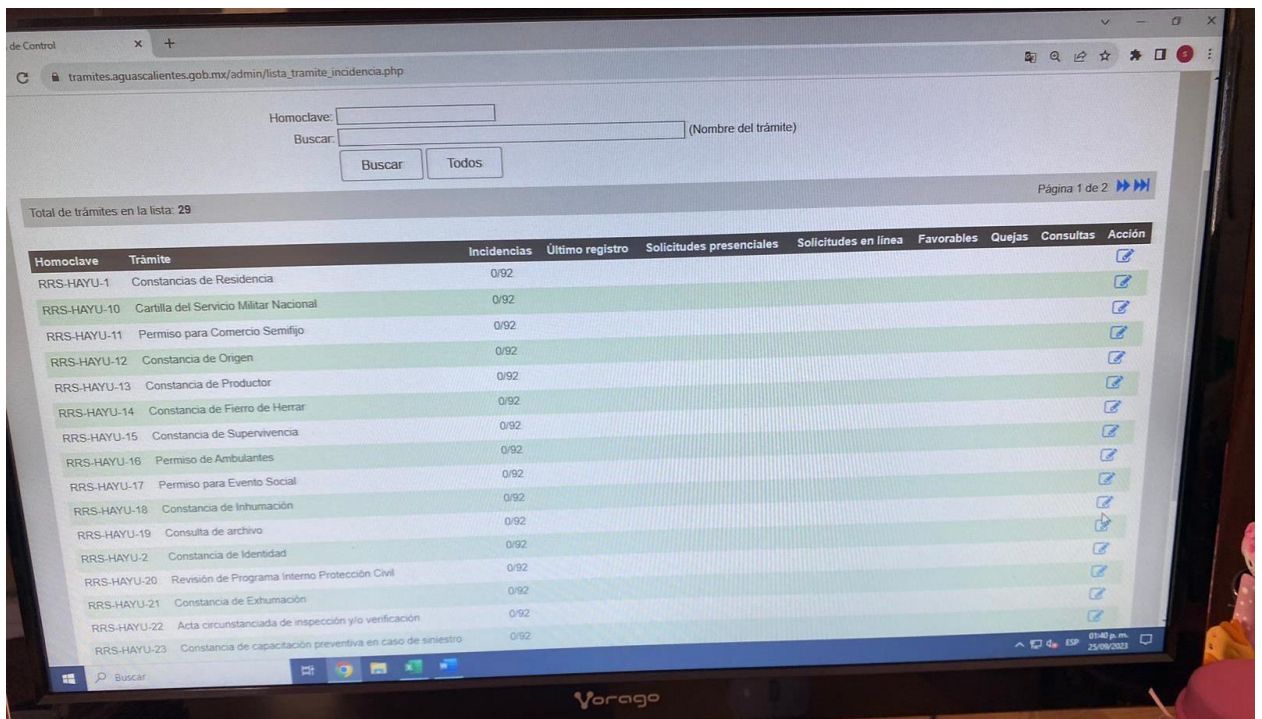 de Control
tramites.aguascalientes.gob.mx/admin/lista_tramite_incidencia.php
Homoclave:
Buscar: (Nombre del trámite)
Buscar Todos
Total de trámites en la lista: 29 Página 1 de 2
Homoclave Trámite Incidencias Último registro Solicitudes presenciales Solicitudes en línea Favorables Quejas Consultas Acción
RRS-HAYU-1 Constancias de Residencia 0/92
RRS-HAYU-10 Cartilla del Servicio Militar Nacional 0/92
RRS-HAYU-11 Permiso para Comercio Semifijo 0/92
RRS-HAYU-12 Constancia de Origen 0/92
RRS-HAYU-13 Constancia de Productor 0/92
RRS-HAYU-14 Constancia de Fierro de Herrar 0/92
RRS-HAYU-15 Constancia de Supervivencia 0/92
RRS-HAYU-16 Permiso de Ambulantes 0/92
RRS-HAYU-17 Permiso para Evento Social 0/92
RRS-HAYU-18 Constancia de Inhumación 0/92
RRS-HAYU-19 Consulta de archivo 0/92
RRS-HAYU-2 Constancia de Identidad 0/92
RRS-HAYU-20 Revisión de Programa Interno Protección Civil 0/92
RRS-HAYU-21 Constancia de Exhumación 0/92
RRS-HAYU-22 Acta circunstanciada de inspección y/o verificación 0/92
RRS-HAYU-23 Constancia de capacitación preventiva en caso de siniestro 0/92
Buscar ESP 01:40 p. m.
25/09/2023
Vorago